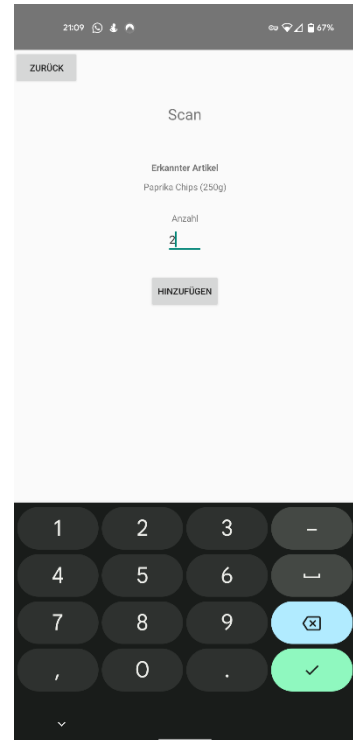 21:09 67%
ZURÜCK
Scan
Erkannter Artikel
Paprika Chips (250g)
Anzahl
2
HINZUFÜGEN
1 2 3 –
4 5 6
7 8 9
, 0 .